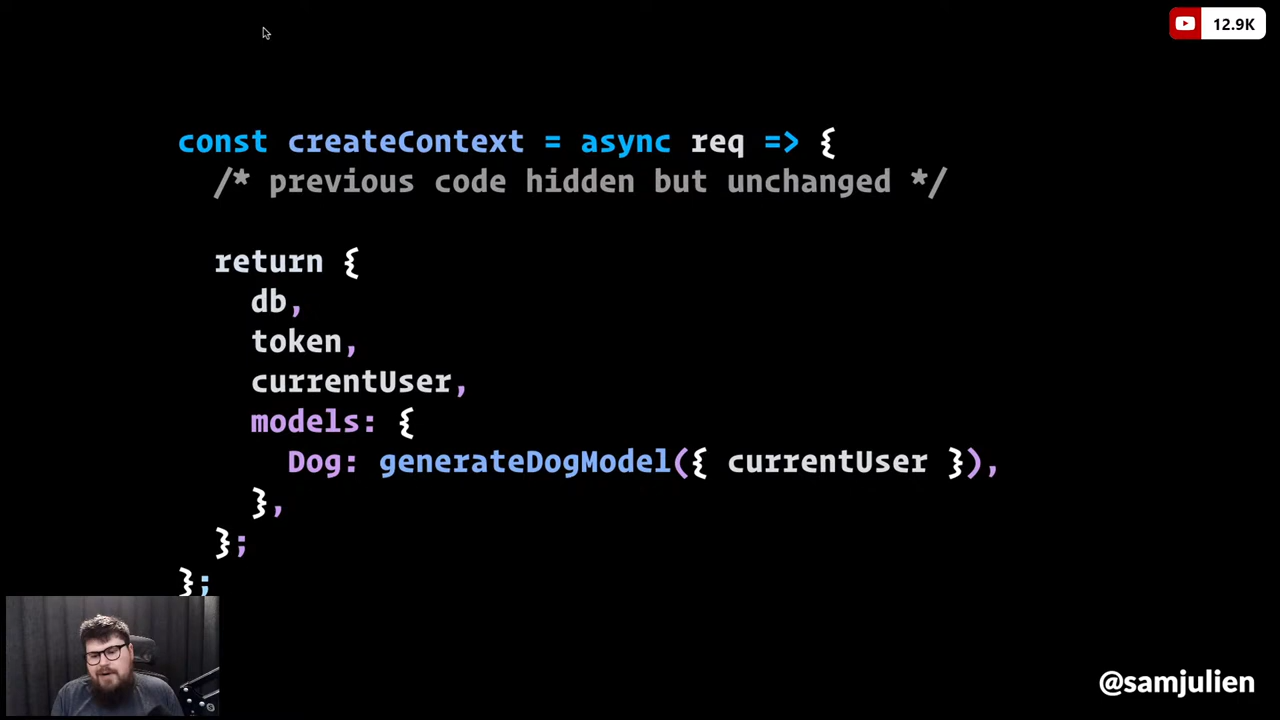 12.9K
const createContext = async req => {
/* previous code hidden but unchanged */
return {
db,
token,
currentUser,
models: {
Dog: generateDogModel({ currentUser }),
},
};
};
@samjulien